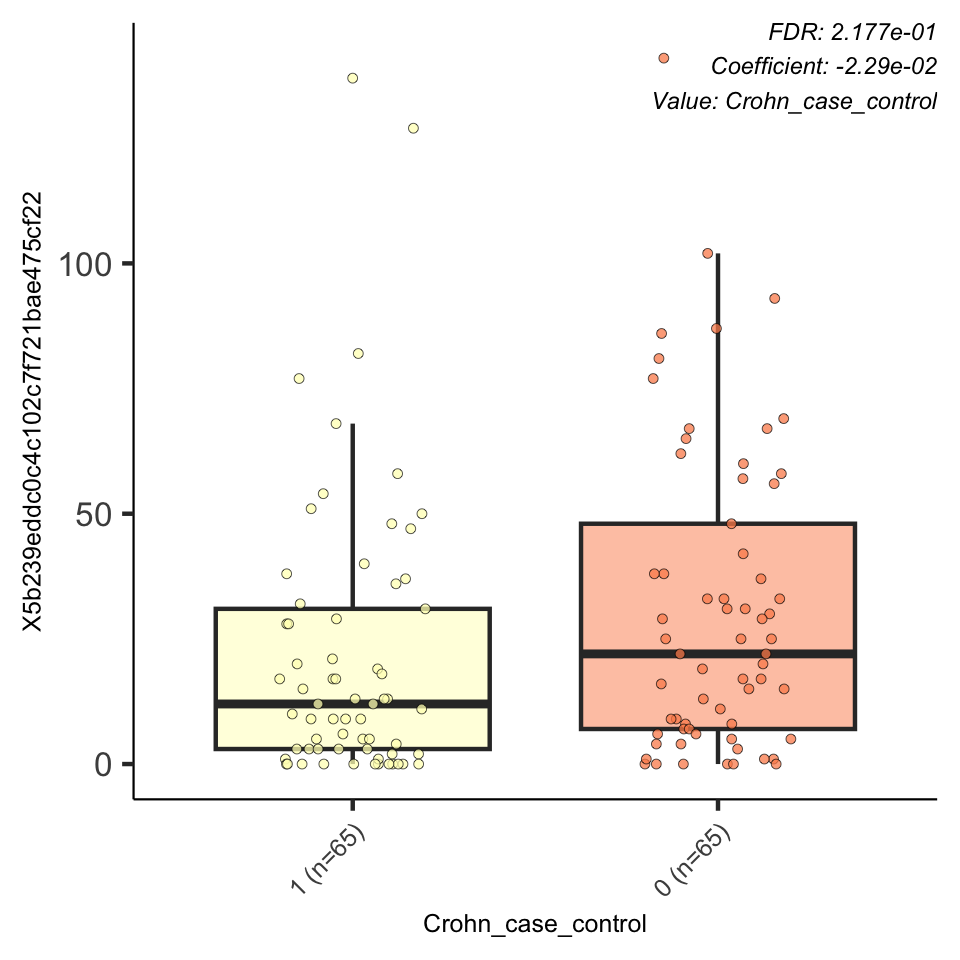 FDR: 2.177e-01
Coefficient: -2.29e-02
Value: Crohn_case_control
X5b239eddc0c4c102c7f721bae475cf22
100
50
0
1 (n=65)
0 (n=65)
Crohn_case_control